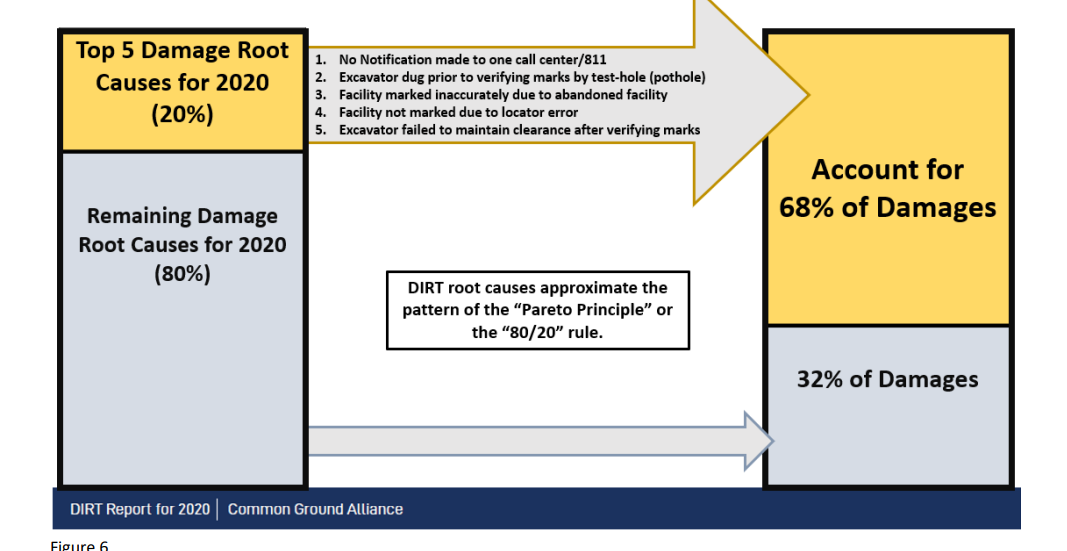 Top 5 Damage Root
Causes for 2020
(20%)
1. No Notification made to one call center/811
2. Excavator dug prior to verifying marks by test-hole (pothole)
3. Facility marked inaccurately due to abandoned facility
4. Facility not marked due to locator error
5. Excavator failed to maintain clearance after verifying marks
Account for
68% of Damages
Remaining Damage
Root Causes for 2020
(80%)
DIRT root causes approximate the
pattern of the “Pareto Principle” or
the “80/20” rule.
32% of Damages
DIRT Report for 2020 | Common Ground Alliance
Figure 6